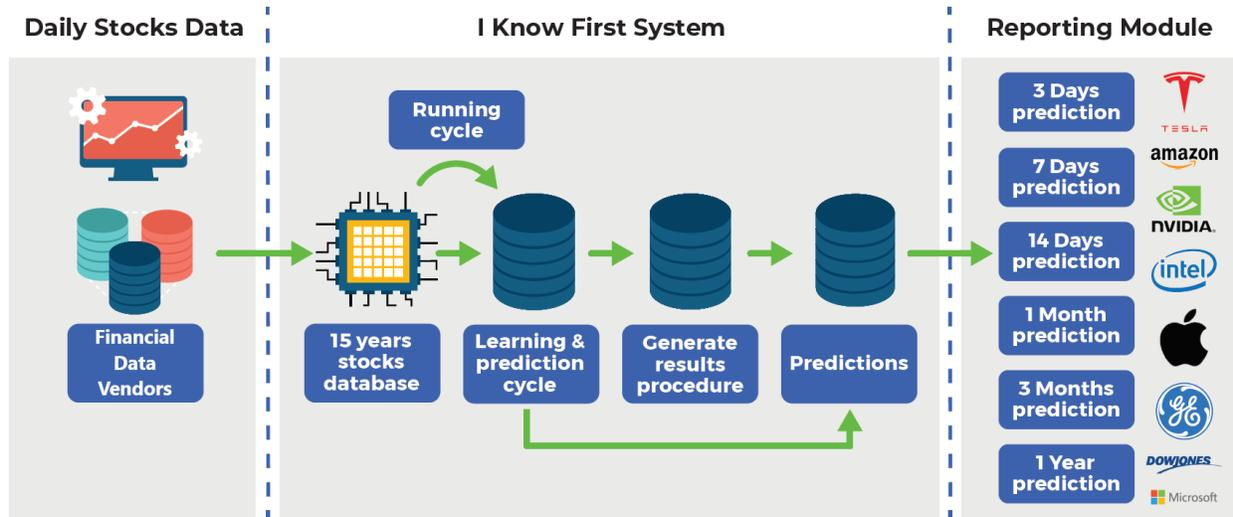 Daily Stocks Data
I Know First System
Reporting Module
Financial
Data
Vendors
Running
cycle
15 years
stocks
database
Learning &
prediction
cycle
Generate
results
procedure
Predictions
3 Days
prediction
7 Days
prediction
14 Days
prediction
1 Month
prediction
3 Months
prediction
1 Year
prediction
TESLA
amazon
NVIDIA
intel
GE
DOWJONES
Microsoft